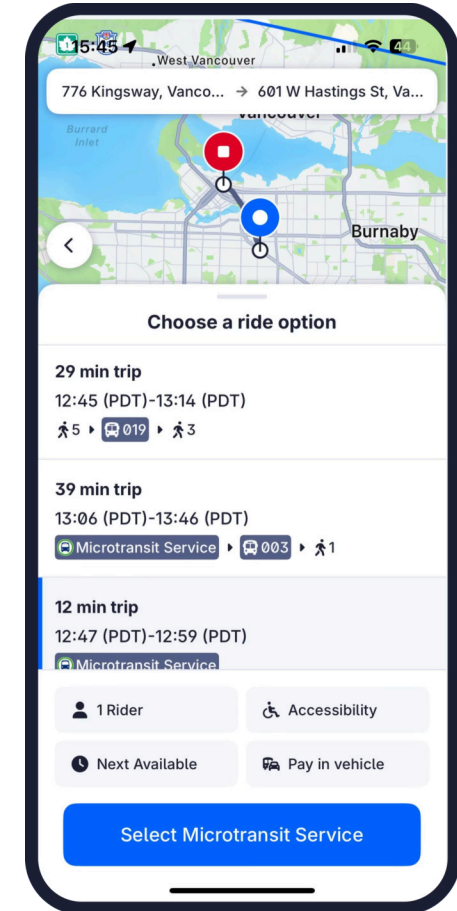 15:45
44
West Vancouver
776 Kingsway, Vanco... → 601 W Hastings St, Va...
Vancouver
Burrard
Inlet
Burnaby
Choose a ride option
29 min trip
12:45 (PDT)-13:14 (PDT)
5 ▸ 019 ▸ 3
39 min trip
13:06 (PDT)-13:46 (PDT)
Microtransit Service ▸ 003 ▸ 1
12 min trip
12:47 (PDT)-12:59 (PDT)
Microtransit Service
1 Rider
Accessibility
Next Available
Pay in vehicle
Select Microtransit Service